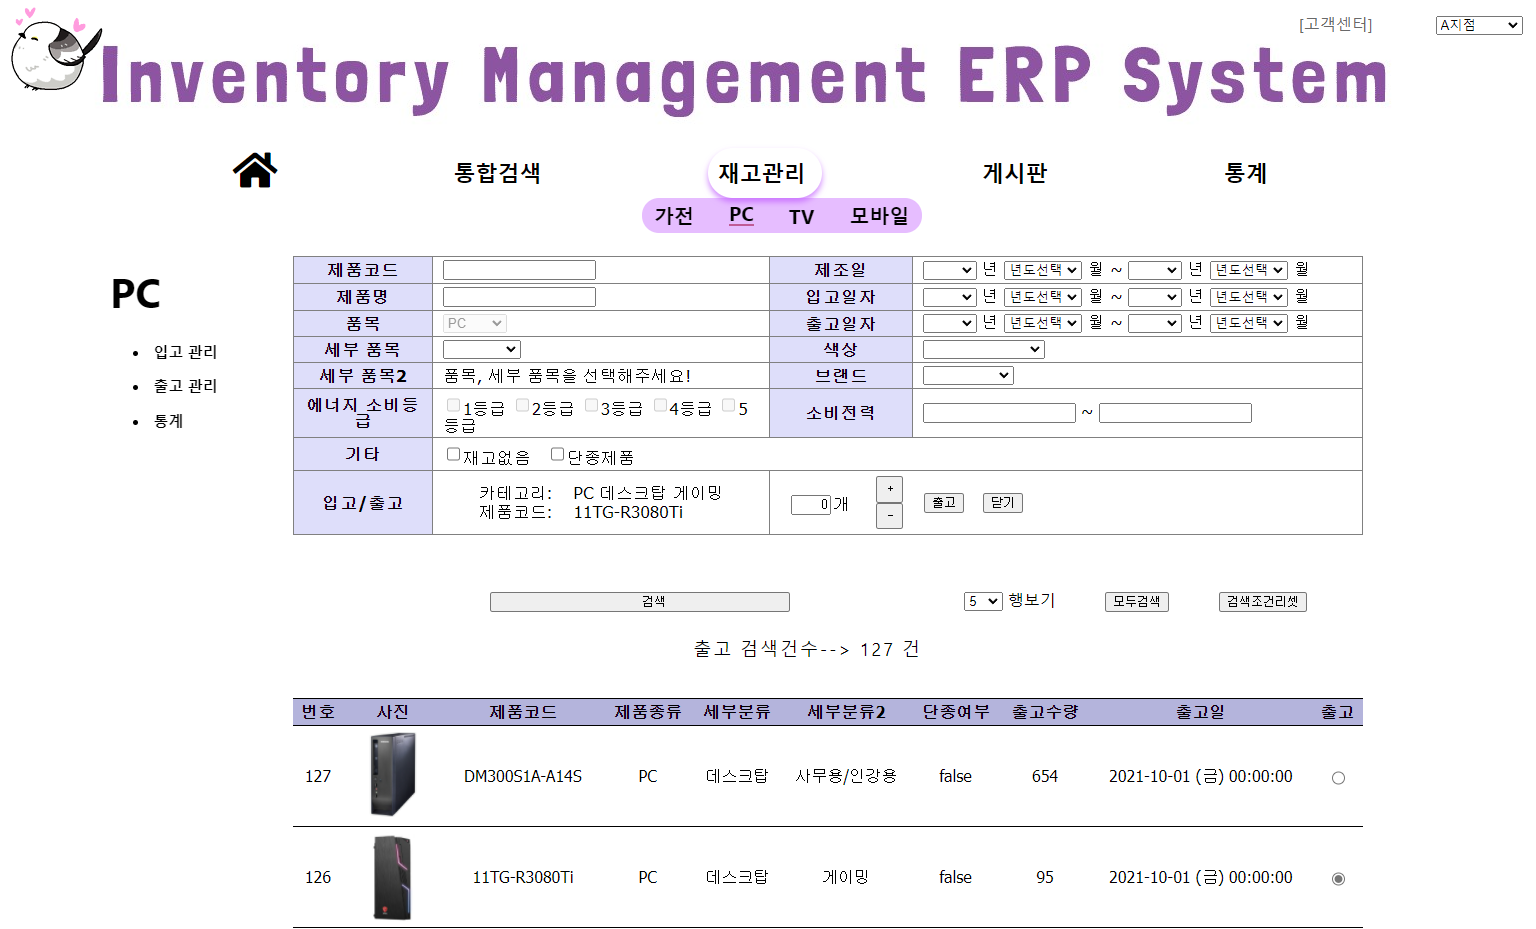 [고객센터] A지점
Inventory Management ERP System
통합검색 재고관리 게시판 통계
가전 PC TV 모바일
PC
입고 관리
출고 관리
통계
제품코드 제조일 년 년도선택 월 ~ 년 년도선택 월
제품명 입고일자 년 년도선택 월 ~ 년 년도선택 월
품목 PC 출고일자 년 년도선택 월 ~ 년 년도선택 월
세부 품목 색상
세부 품목2 품목, 세부 품목을 선택해주세요! 브랜드
에너지 소비등
급 1등급 2등급 3등급 4등급 5
등급 소비전력 ~
기타 재고없음 단종제품
입고/출고 카테고리: PC 데스크탑 게이밍
제품코드: 11TG-R3080Ti
0 개 + - 출고 닫기
검색 5 행보기 모두검색 검색조건리셋
출고 검색건수--> 127 건
번호 사진 제품코드 제품종류 세부분류 세부분류2 단종여부 출고수량 출고일 출고
127 DM300S1A-A14S PC 데스크탑 사무용/인강용 false 654 2021-10-01 (금) 00:00:00
126 11TG-R3080Ti PC 데스크탑 게이밍 false 95 2021-10-01 (금) 00:00:00